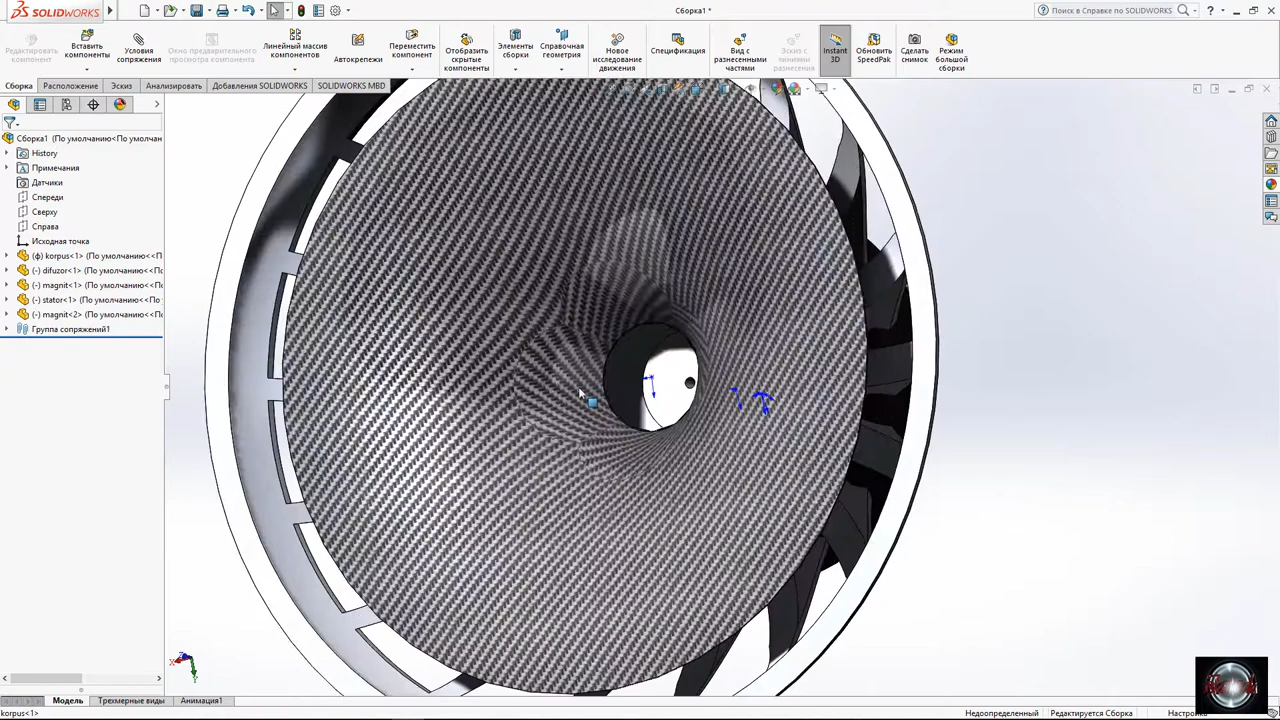 SOLIDWORKS
Сборка1 *
Поиск в Справке SOLIDWORKS
Редактировать компонент
Вставить компоненты
Условия сопряжения
Окно предварительного просмотра компонента
Линейный массив компонентов
Автокрепежи
Переместить компонент
Отобразить скрытые компоненты
Элементы сборки
Справочная геометрия
Новое исследование движения
Спецификация
Вид с разнесенными частями
Эскиз с линиями разнесения
Instant 3D
Обновить SpeedPak
Сделать снимок
Режим большой сборки
Сборка
Расположение
Эскиз
Анализировать
Добавления SOLIDWORKS
SOLIDWORKS MBD
Сборка1 (По умолчанию<По умолчан
History
Примечания
Датчики
Спереди
Сверху
Справа
Исходная точка
(ф) korpus<1> (По умолчанию<<П
(-) difuzor<1> (По умолчанию<<П
(-) magnit<1> (По умолчанию<<П
(-) stator<1> (По умолчанию<<По
(-) magnit<2> (По умолчанию<<П
Группа сопряжений1
Модель
Трехмерные виды
Анимация1
korpus<1>
Недоопределенный
Редактируется Сборка
Настройк